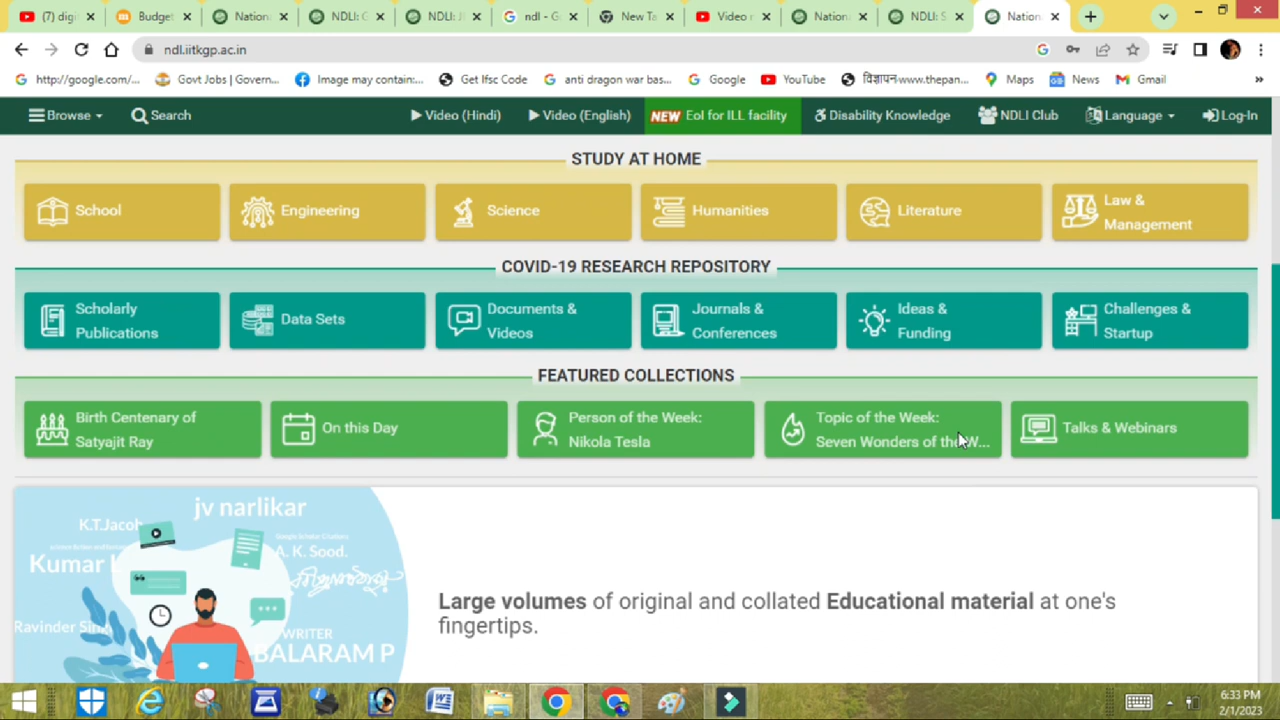 (7) digi
Budget
Nation
NDLI: G
NDLI: Ji
ndl - G
New Ta
Video r
Nation
NDLI: S
Nation
ndl.iitkgp.ac.in
http://google.com/...
Govt Jobs | Govern...
Image may contain:...
Get Ifsc Code
anti dragon war bas...
Google
YouTube
विज्ञापन-www.thepan...
Maps
News
Gmail
Browse
Search
Video (Hindi)
Video (English)
NEW EoI for ILL facility
Disability Knowledge
NDLI Club
Language
Log-In
STUDY AT HOME
School
Engineering
Science
Humanities
Literature
Law &
Management
COVID-19 RESEARCH REPOSITORY
Scholarly
Publications
Data Sets
Documents &
Videos
Journals &
Conferences
Ideas &
Funding
Challenges &
Startup
FEATURED COLLECTIONS
Birth Centenary of
Satyajit Ray
On this Day
Person of the Week:
Nikola Tesla
Topic of the Week:
Seven Wonders of the W...
Talks & Webinars
jv narlikar
K.T.Jacob
A. K. Sood.
Kumar
Ravinder Sin
WRITER
BALARAM P
Large volumes of original and collated Educational material at one's
fingertips.
6:33 PM
2/1/2023